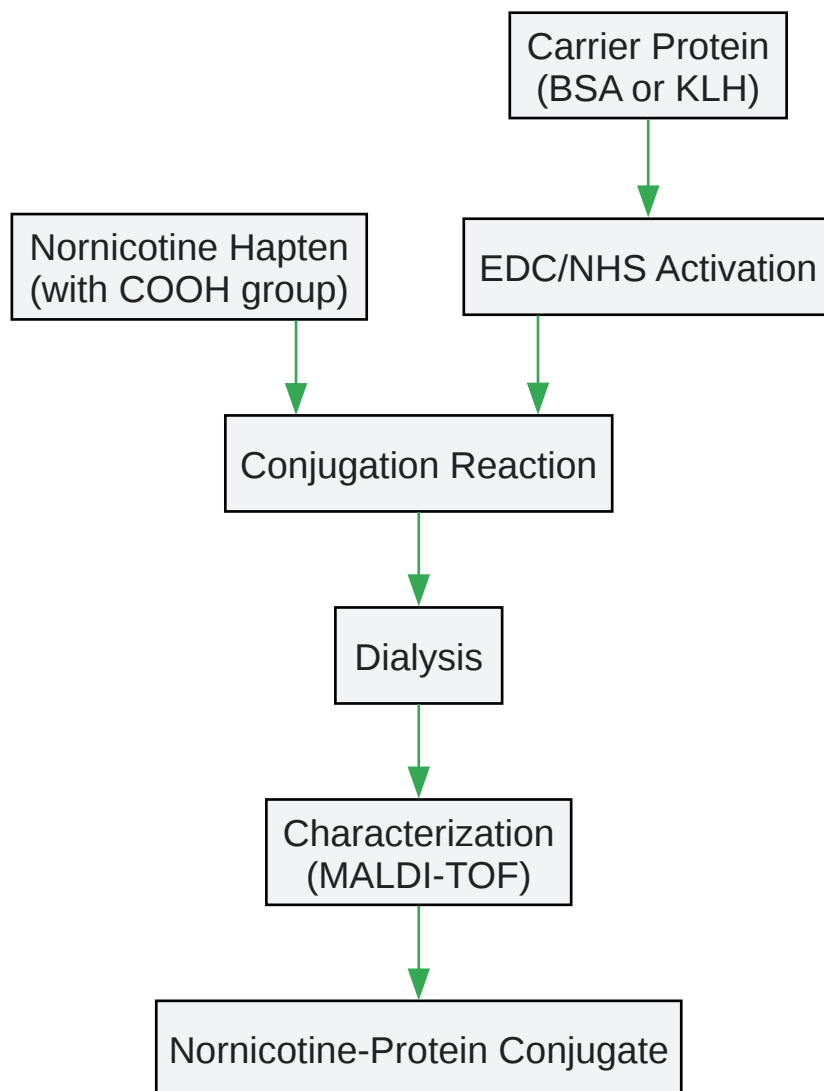 Carrier Protein
(BSA or KLH)
Nornicotine Hapten
(with COOH group)
EDC/NHS Activation
Conjugation Reaction
Dialysis
Characterization
(MALDI-TOF)
Nornicotine-Protein Conjugate